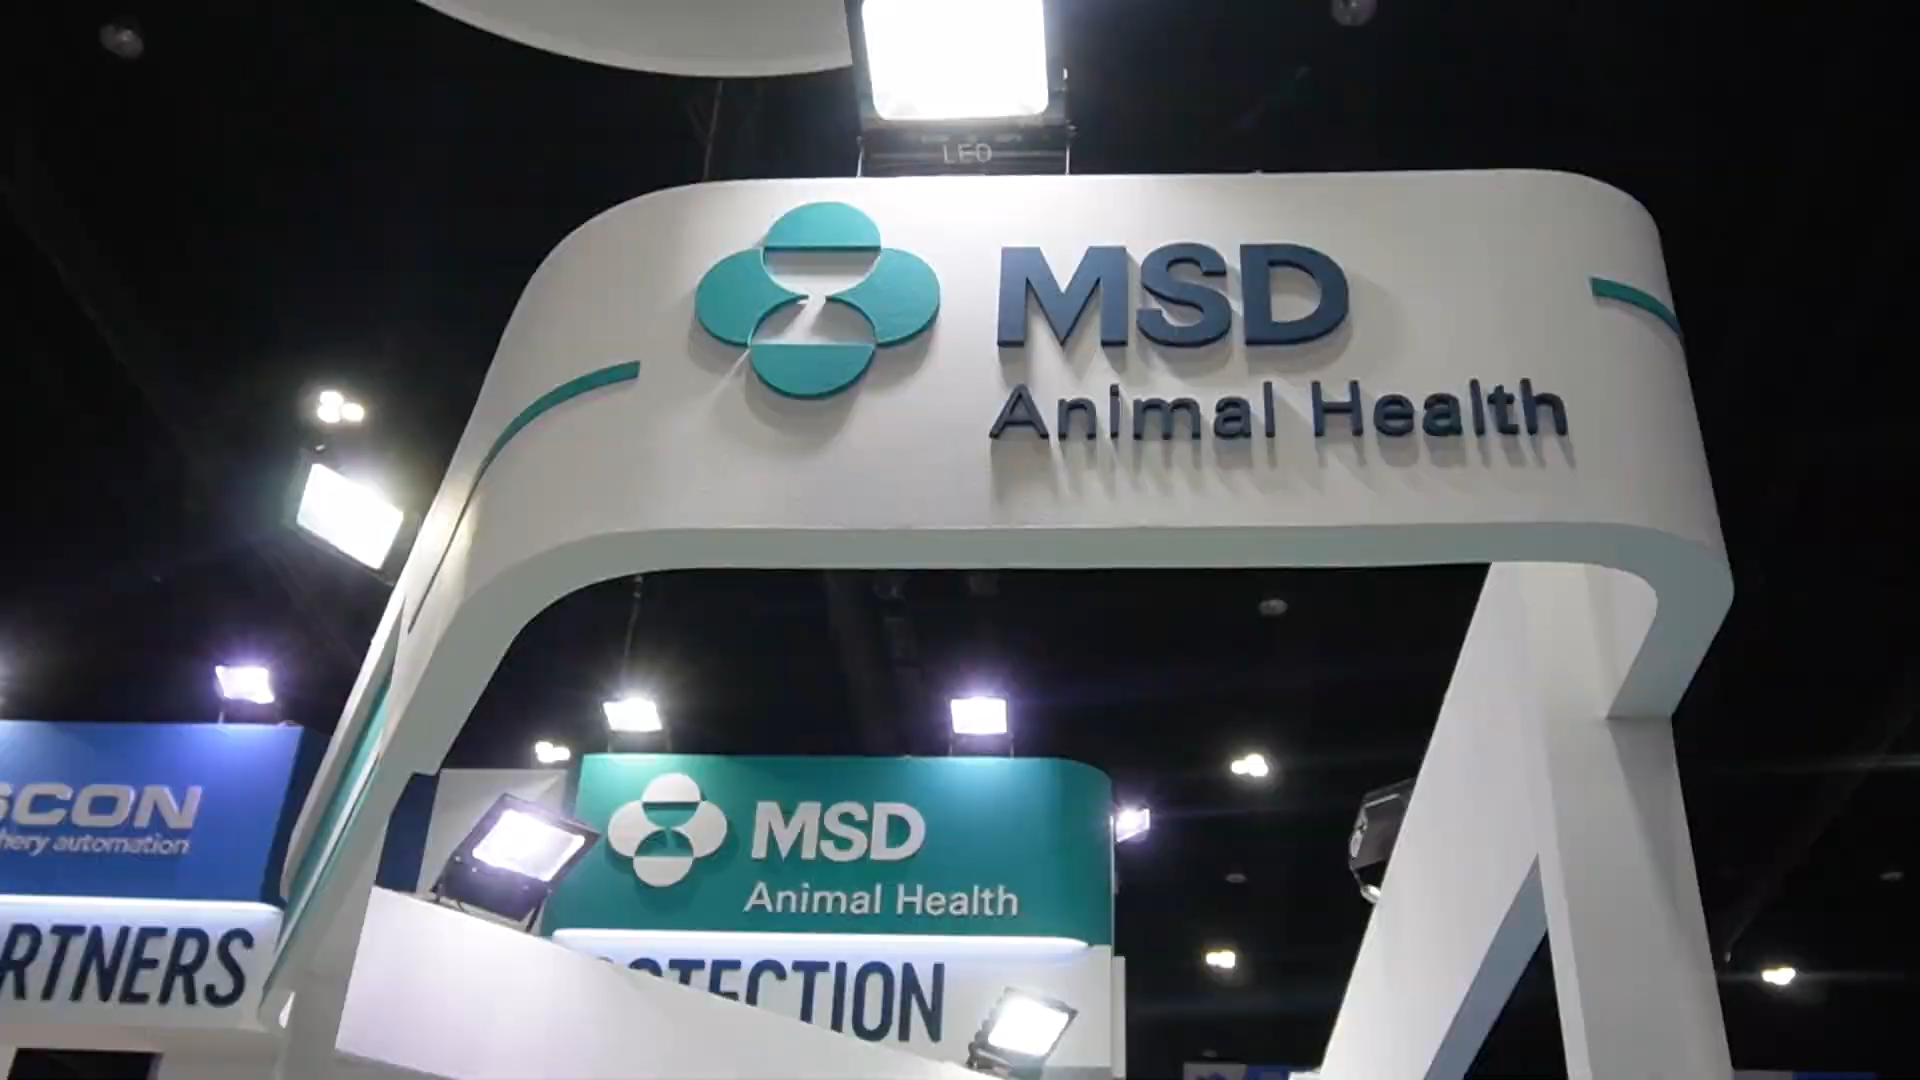 LED
MSD
Animal Health
SCON
hery automation
RTNERS
MSD
Animal Health
TECTION